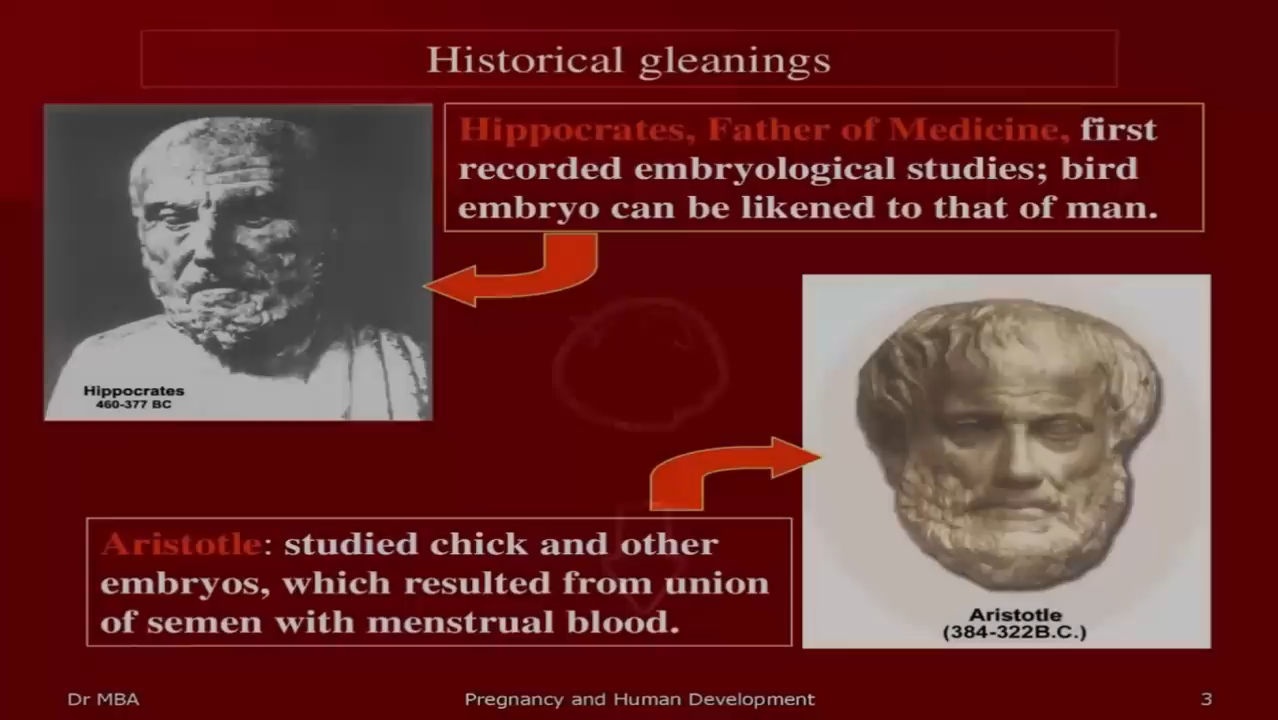 Historical gleanings
Hippocrates, Father of Medicine, first
recorded embryological studies; bird
embryo can be likened to that of man.
Hippocrates
460-377 BC
Aristotle: studied chick and other
embryos, which resulted from union
of semen with menstrual blood.
Aristotle
(384-322B.C.)
Dr MBA
Pregnancy and Human Development
3